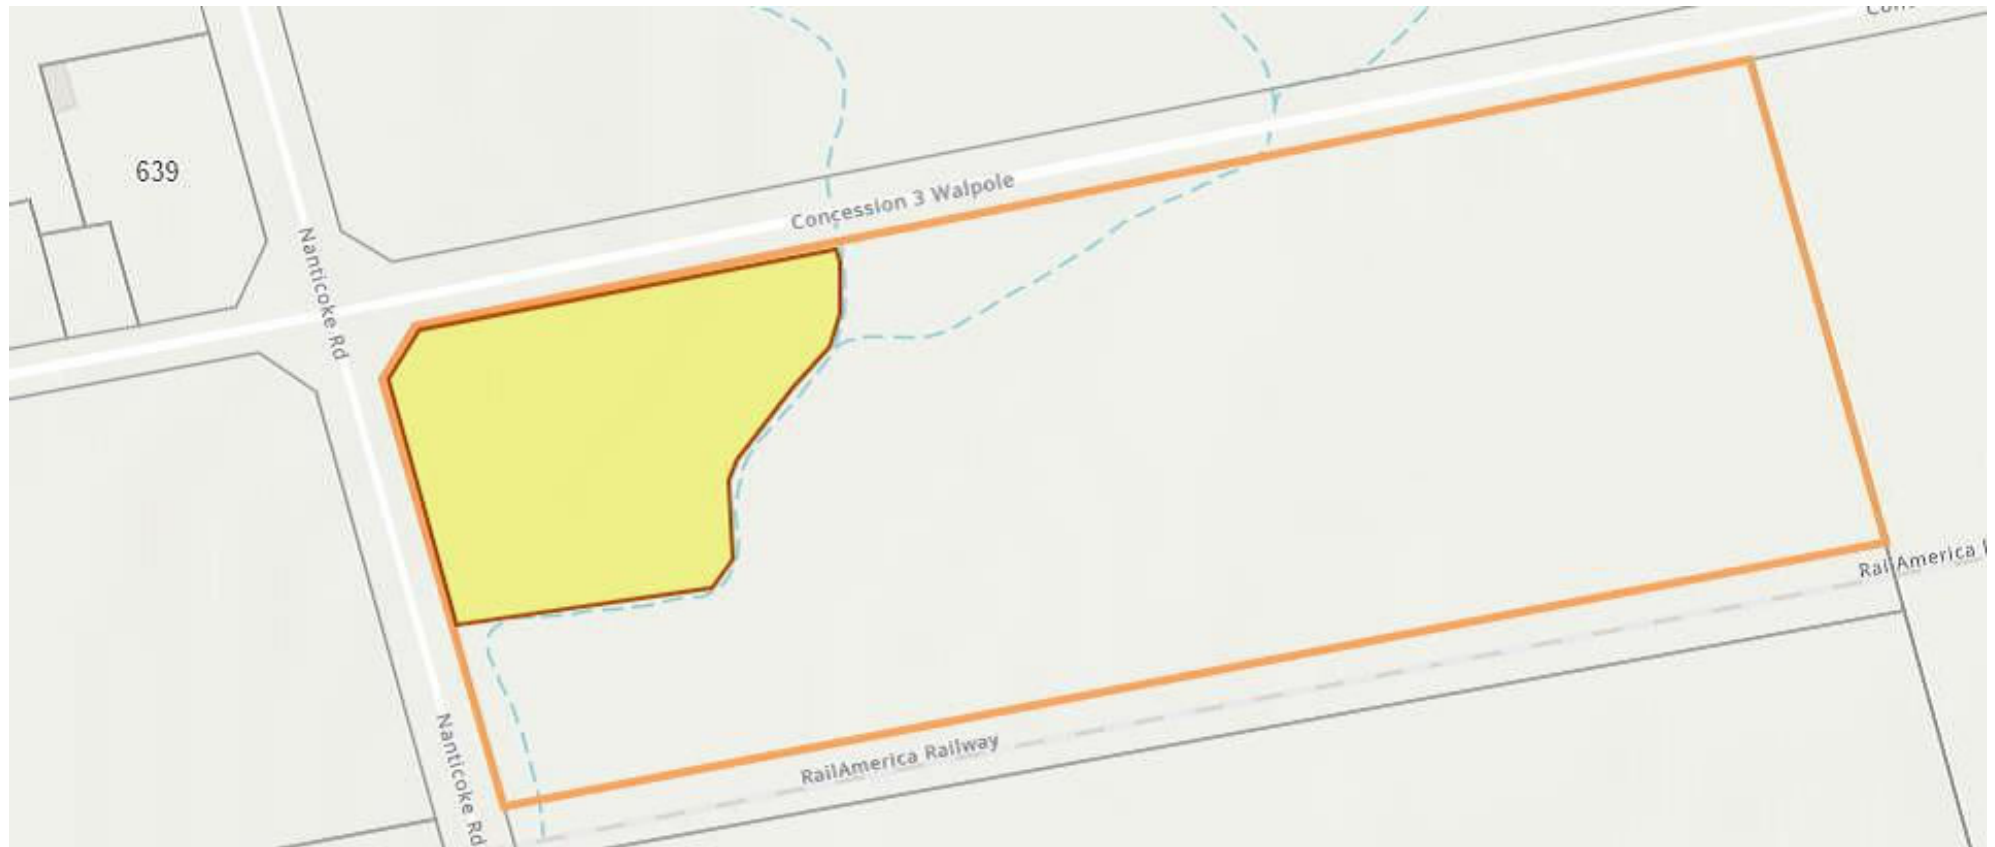 639
Concession 3 Walpole
Nanticoke Rd
RailAmerica
RailAmerica Railway
Nanticoke Rd